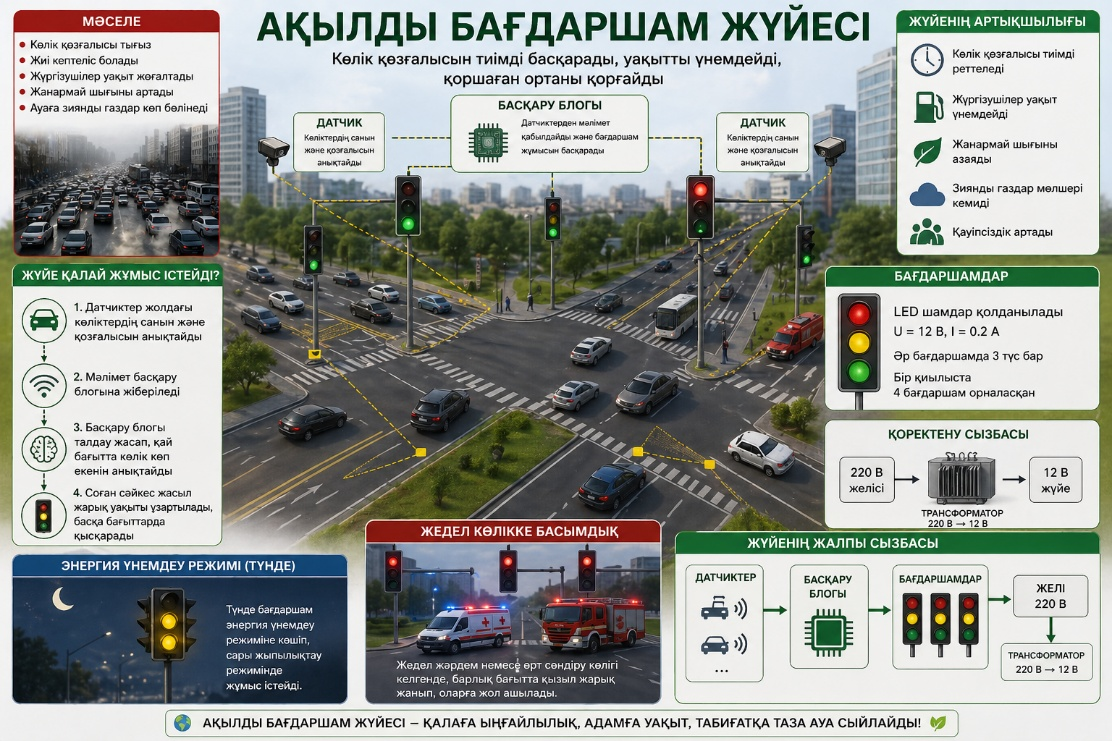 АҚЫЛДЫ БАҒДАРШАМ ЖҮЙЕСІ
Көлік қозғалысын тиімді басқарады, уақытты үнемдейді,
қоршаған ортаны қорғайды
МӘСЕЛЕ
Көлік қозғалысы тығыз
Жиі кептеліс болады
Жүргізушілер уақыт жоғалтады
Жанармай шығыны артады
Ауаға зиянды газдар көп бөлінеді
ДАТЧИК
Көліктердің санын
және қозғалысын
анықтайды
БАСҚАРУ БЛОГЫ
Датчиктерден мәлімет
қабылдайды және бағдаршам
жұмысын басқарады
ДАТЧИК
Көліктердің санын
және қозғалысын
анықтайды
ЖҮЙЕНІҢ АРТЫҚШЫЛЫҒЫ
Көлік қозғалысы тиімді
реттеледі
Жүргізушілер уақыт
үнемдейді
Жанармай шығыны
азаяды
Зиянды газдар мөлшері
кемиді
Қауіпсіздік артады
ЖҮЙЕ ҚАЛАЙ ЖҰМЫС ІСТЕЙДІ?
1. Датчиктер жолдағы
көліктердің санын және
қозғалысын анықтайды
2. Мәлімет басқару
блогына жіберіледі
3. Басқару блогы
талдау жасап, қай
бағытта көлік көп
екенін анықтайды
4. Соған сәйкес жасыл
жарық уақыты ұзартылады,
басқа бағыттарда
қысқарады
БАҒДАРШАМДАР
LED шамдар қолданылады
U = 12 В, I = 0.2 А
Әр бағдаршамда 3 түс бар
Бір қиылыста
4 бағдаршам орналасқан
ҚОРЕКТЕНУ СЫЗБАСЫ
220 В
желісі
ТРАНСФОРМАТОР
220 В → 12 В
12 В
жүйе
ЭНЕРГИЯ ҮНЕМДЕУ РЕЖИМІ (ТҮНДЕ)
Түнде бағдаршам
энергия үнемдеу
режиміне көшіп,
сары жыпылықтау
режимінде
жұмыс істейді.
ЖЕДЕЛ КӨЛІККЕ БАСЫМДЫҚ
Жедел жәрдем немесе өрт сөндіру көлігі
келгенде, барлық бағытта қызыл жарық
жанып, оларға жол ашылады.
ЖҮЙЕНІҢ ЖАЛПЫ СЫЗБАСЫ
ДАТЧИКТЕР
...
БАСҚАРУ
БЛОГЫ
БАҒДАРШАМДАР
ЖЕЛІ
220 В
ТРАНСФОРМАТОР
220 В → 12 В
АҚЫЛДЫ БАҒДАРШАМ ЖҮЙЕСІ – ҚАЛАҒА ЫҢҒАЙЛЫЛЫҚ, АДАМҒА УАҚЫТ, ТАБИҒАТҚА ТАЗА АУА СЫЙЛАЙДЫ!